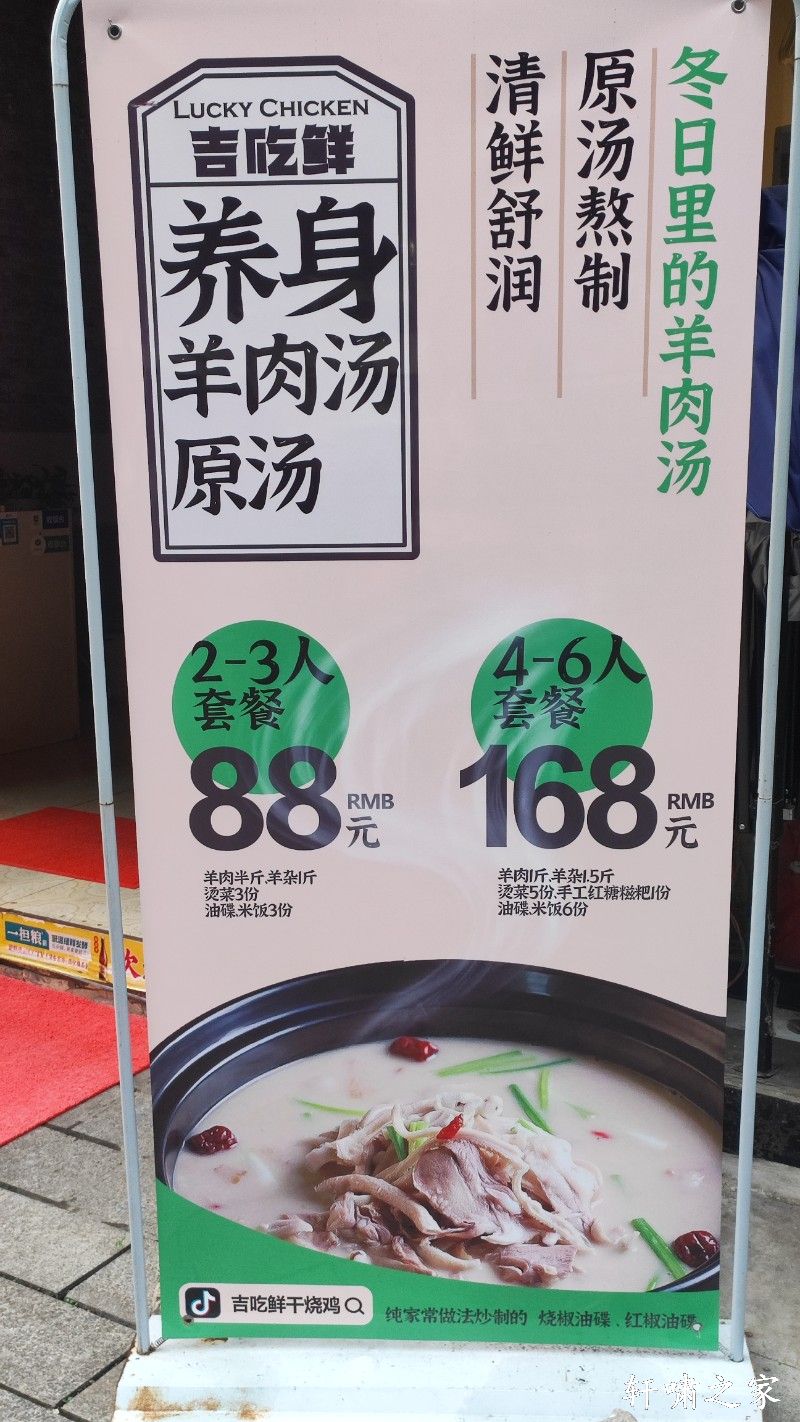 LUCKY CHICKEN
吉吃鲜
养身
羊肉汤
原汤
冬日里的羊肉汤
原汤熬制
清鲜舒润
2-3人
套餐
88 RMB 元
羊肉半斤、羊杂1斤
烫菜3份
油碟、米饭3份
4-6人
套餐
168 RMB 元
羊肉1斤、羊杂1.5斤
烫菜5份、手工红糖糍粑1份
油碟、米饭6份
吉吃鲜干烧鸡
纯家常做法炒制的 烧椒油碟、红椒油碟
一担粮
轩啸之家